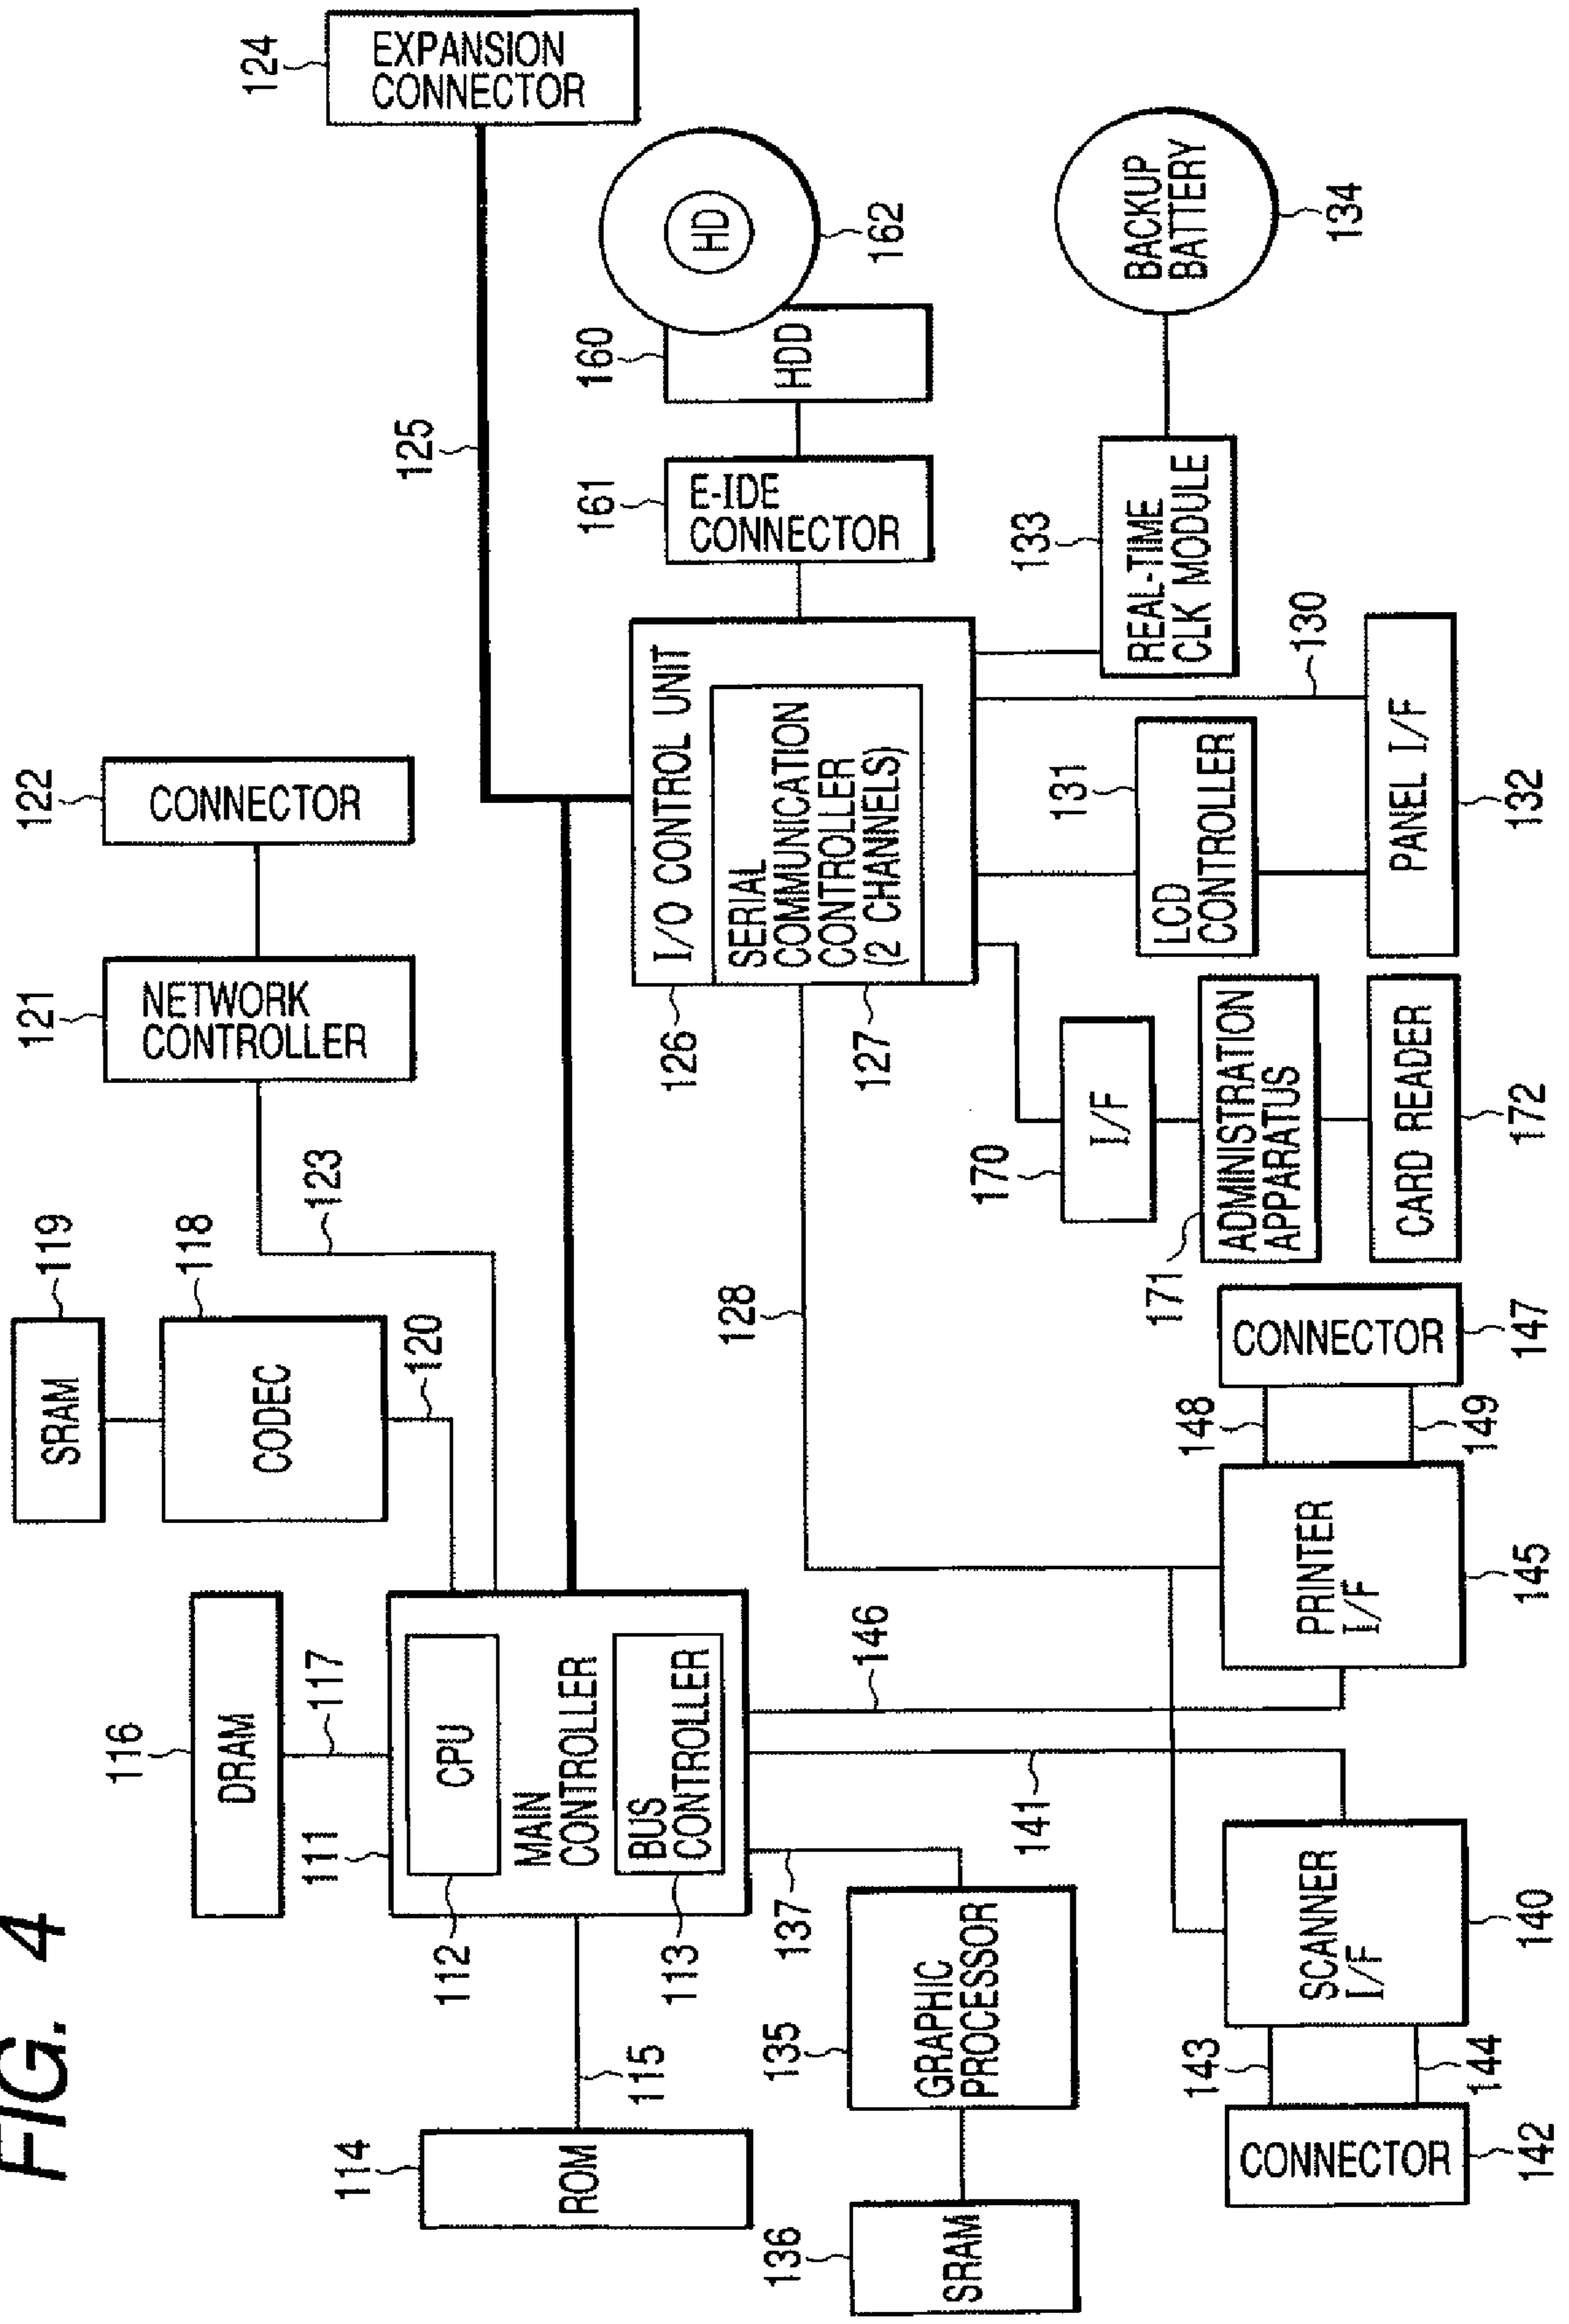 FIG. 4
116
DRAM
117
119
SRAM
118
CODEC
120
121
NETWORK
CONTROLLER
122
CONNECTOR
123
124
EXPANSION
CONNECTOR
125
111
112
CPU
MAIN
CONTROLLER
113
BUS
CONTROLLER
114
ROM
115
126
I/O CONTROL UNIT
127
SERIAL
COMMUNICATION
CONTROLLER
(2 CHANNELS)
161
E-IDE
CONNECTOR
160
HDD
HD
162
128
135
GRAPHIC
PROCESSOR
136
SRAM
137
141
146
170
I/F
171
ADMINISTRATION
APPARATUS
CARD READER
172
131
LCD
CONTROLLER
130
PANEL I/F
132
133
REAL-TIME
CLK MODULE
BACKUP
BATTERY
134
CONNECTOR
142
143
144
SCANNER
I/F
140
PRINTER
I/F
145
148
149
CONNECTOR
147